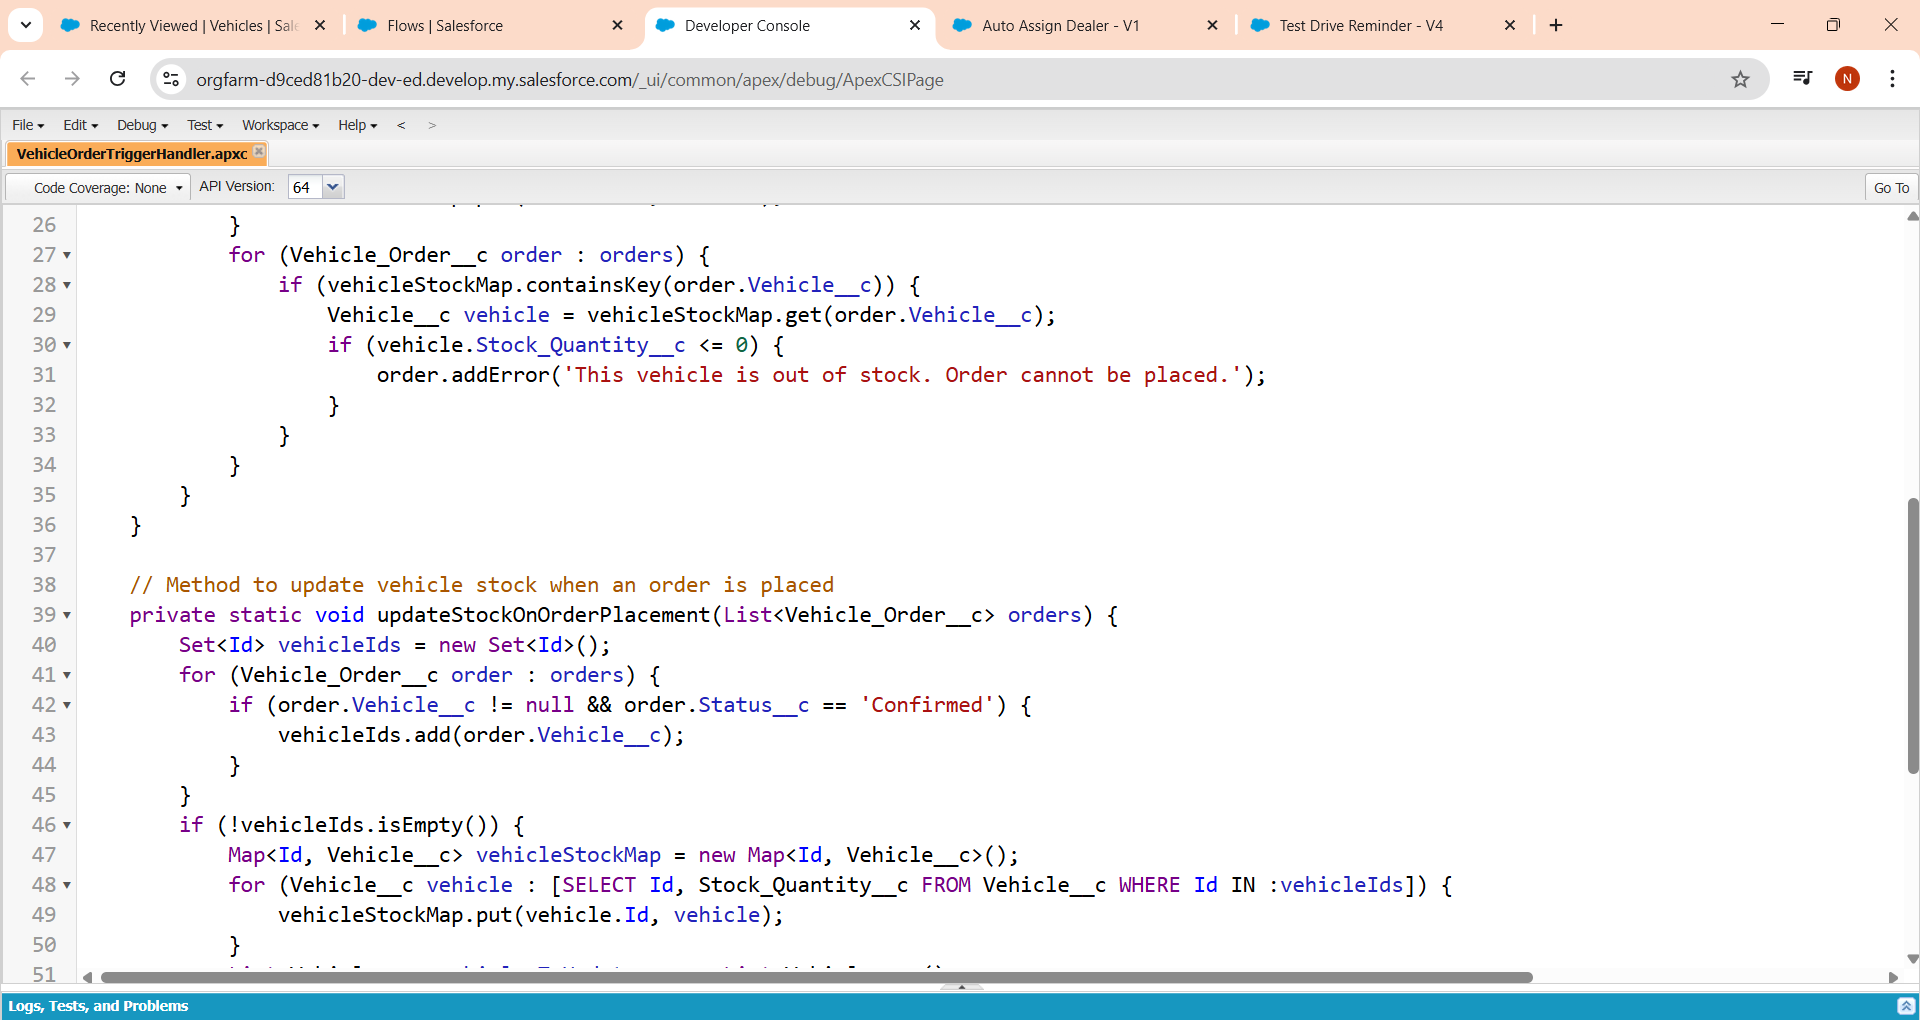 Recently Viewed | Vehicles | Sale
Flows | Salesforce
Developer Console
Auto Assign Dealer - V1
Test Drive Reminder - V4
orgfarm-d9ced81b20-dev-ed.develop.my.salesforce.com/_ui/common/apex/debug/ApexCSIPage
N
File Edit Debug Test Workspace Help < >
VehicleOrderTriggerHandler.apxc
Code Coverage: None API Version: 64 Go To
26 }
27 for (Vehicle_Order__c order : orders) {
28 if (vehicleStockMap.containsKey(order.Vehicle__c)) {
29 Vehicle__c vehicle = vehicleStockMap.get(order.Vehicle__c);
30 if (vehicle.Stock_Quantity__c <= 0) {
31 order.addError('This vehicle is out of stock. Order cannot be placed.');
32 }
33 }
34 }
35 }
36 }
37
38 // Method to update vehicle stock when an order is placed
39 private static void updateStockOnOrderPlacement(List<Vehicle_Order__c> orders) {
40 Set<Id> vehicleIds = new Set<Id>();
41 for (Vehicle_Order__c order : orders) {
42 if (order.Vehicle__c != null && order.Status__c == 'Confirmed') {
43 vehicleIds.add(order.Vehicle__c);
44 }
45 }
46 if (!vehicleIds.isEmpty()) {
47 Map<Id, Vehicle__c> vehicleStockMap = new Map<Id, Vehicle__c>();
48 for (Vehicle__c vehicle : [SELECT Id, Stock_Quantity__c FROM Vehicle__c WHERE Id IN :vehicleIds]) {
49 vehicleStockMap.put(vehicle.Id, vehicle);
50 }
51
Logs, Tests, and Problems